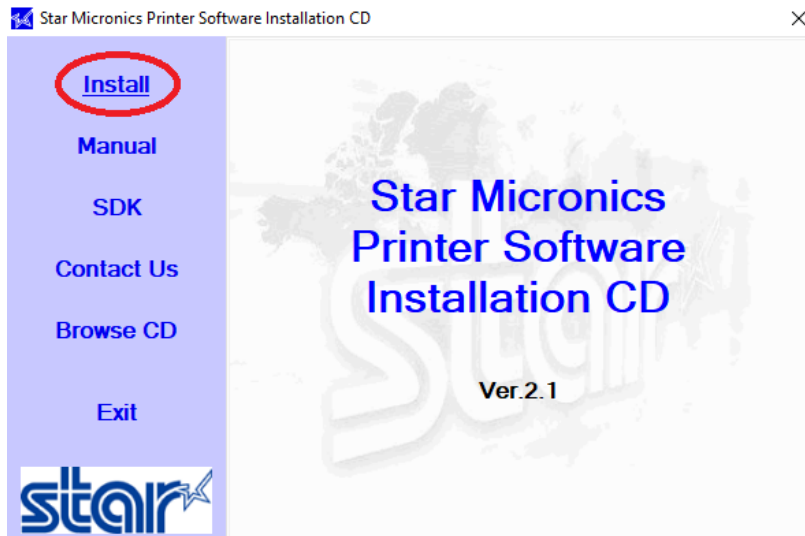 Star Micronics Printer Software Installation CD
Install
Manual
SDK
Contact Us
Browse CD
Exit
star
Star Micronics
Printer Software
Installation CD
Ver.2.1
star